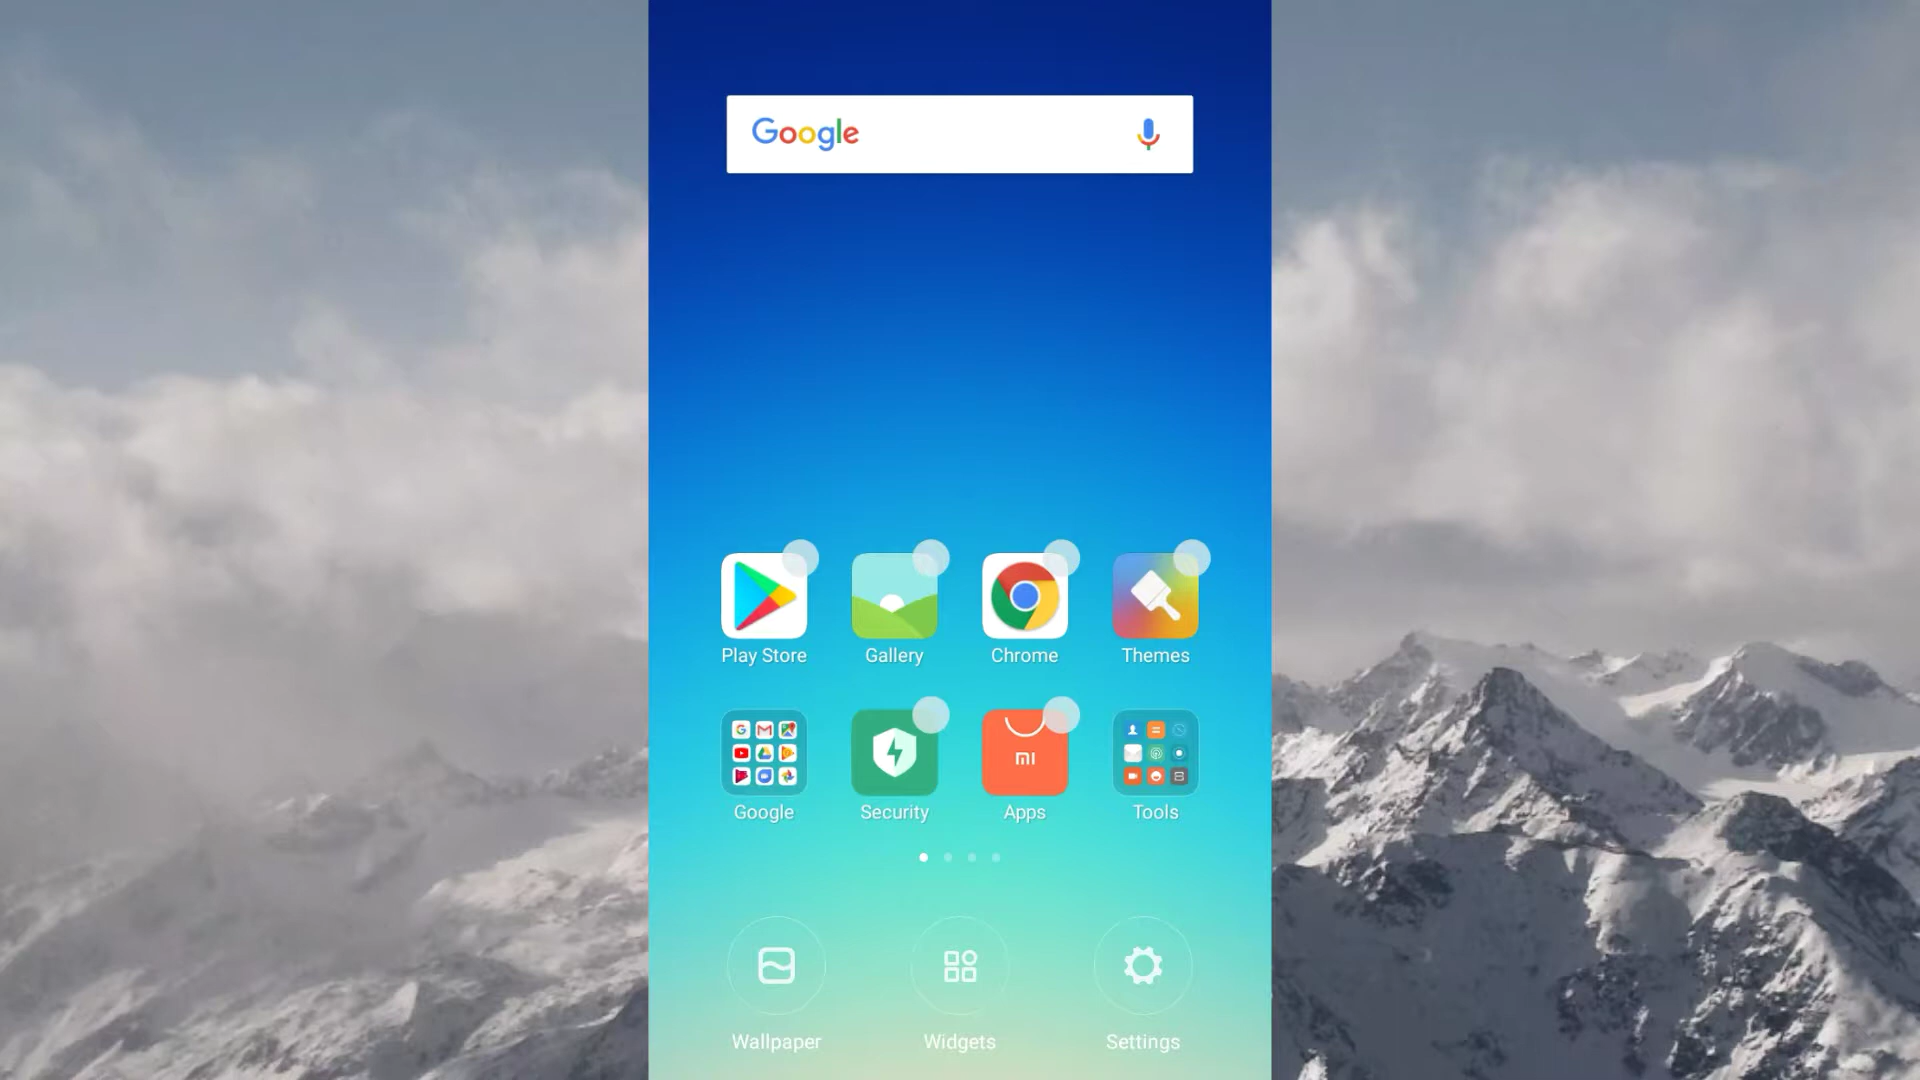 Google
Play Store
Gallery
Chrome
Themes
mi
Google
Security
Apps
Tools
Wallpaper
Widgets
Settings